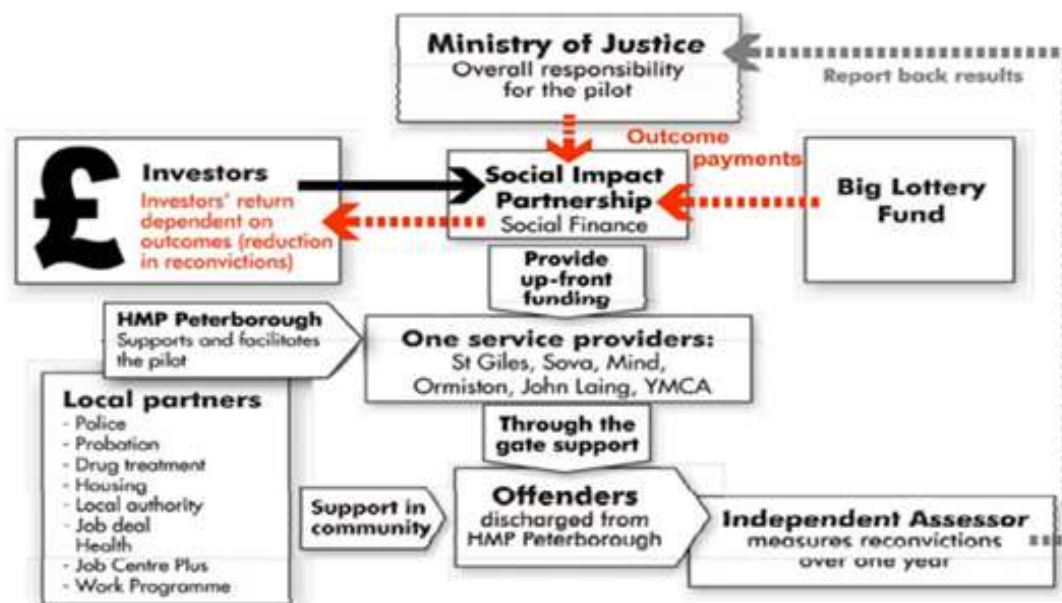 Ministry of Justice
Overall responsibility
for the pilot
Report back results
Outcome
payments
£
Investors
Investors' return
dependent on
outcomes (reduction
in reconvictions)
Social Impact
Partnership
Social Finance
Big Lottery
Fund
Provide
up-front
funding
HMP Peterborough
Supports and facilitates
the pilot
One service providers:
St Giles, Sova, Mind,
Ormiston, John Laing, YMCA
Local partners
- Police
- Probation
- Drug treatment
- Housing
- Local authority
- Job deal
Health
- Job Centre Plus
- Work Programme
Through the
gate support
Support in
community
Offenders
discharged from
HMP Peterborough
Independent Assessor
measures reconvictions
over one year